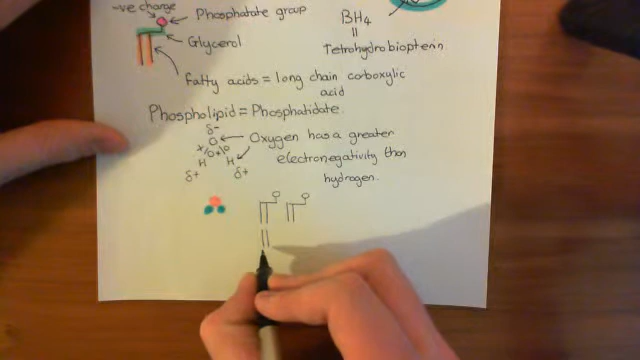 -ve charge
Phosphatate group
Glycerol
Fatty acids = long chain carboxylic
acid
BH4
=
Tetrahydrobiopterin
Phospholipid = Phosphatidate.
δ-
O
H H
δ+ δ+
Oxygen has a greater
electronegativity than
hydrogen.